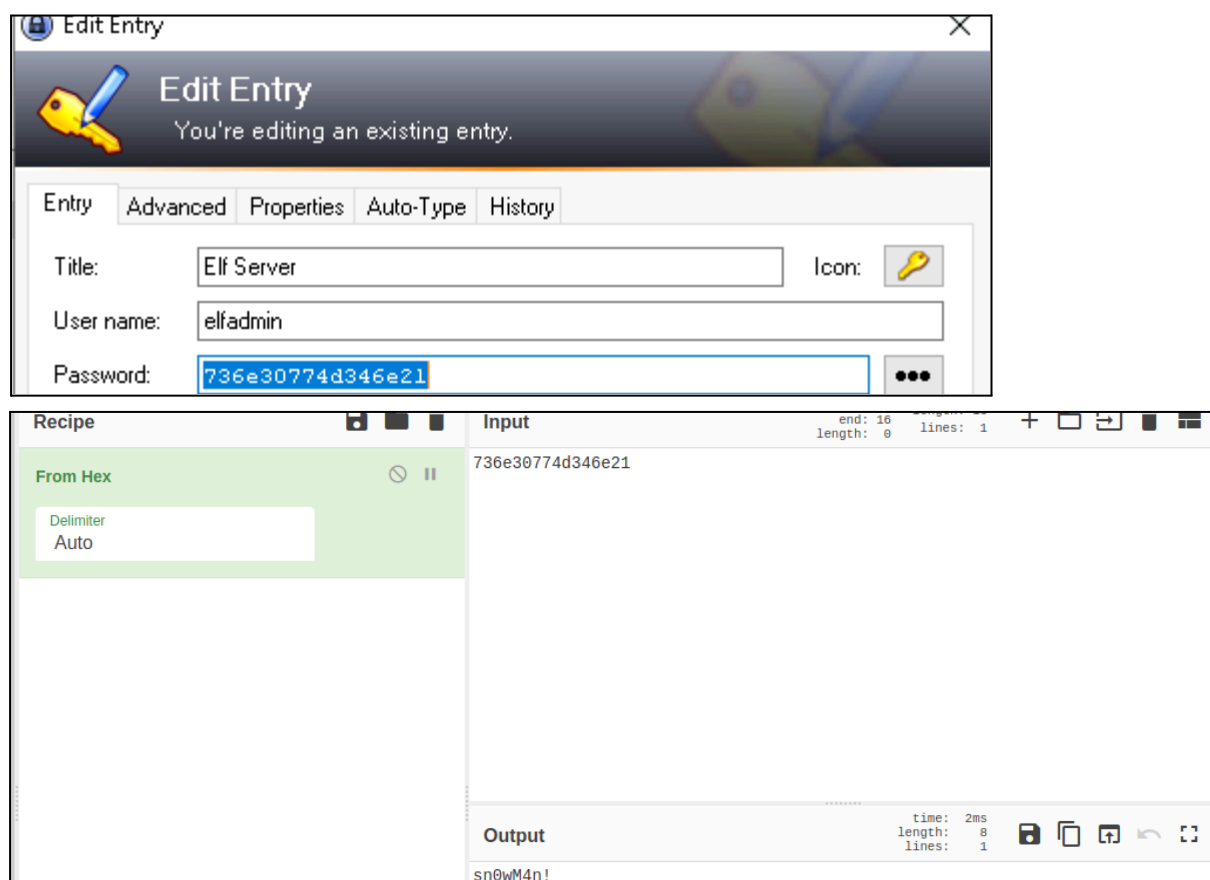 Edit Entry
Edit Entry
You're editing an existing entry.
Entry Advanced Properties Auto-Type History
Title: Elf Server Icon:
User name: elfadmin
Password: 736e30774d346e21
Recipe
From Hex
Delimiter
Auto
Input
end: 16
length: 0
lines: 1
736e30774d346e21
Output
time: 2ms
length: 8
lines: 1
sn0wM4n!